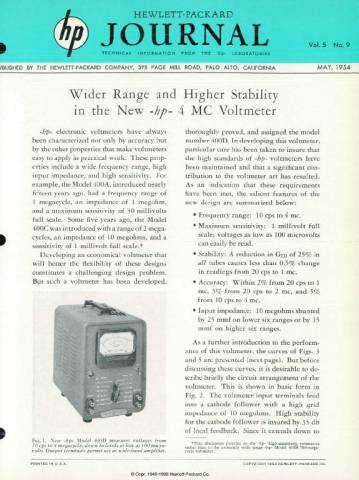 HEWLETT-PACKARD
hp
JOURNAL
TECHNICAL INFORMATION FROM THE -hp- LABORATORIES
Vol. 5 No. 9
BLISHED BY THE HEWLETT-PACKARD COMPANY, 395 PAGE MILL ROAD, PALO ALTO, CALIFORNIA
MAY, 1954
Wider Range and Higher Stability
in the New -hp- 4 MC Voltmeter
-hp- electronic voltmeters have always
been characterized not only by accuracy but
by the other properties that make voltmeters
easy to apply in practical work. These prop-
erties include a wide frequency range, high
input impedance, and high sensitivity. For
example, the Model 400A, introduced nearly
fifteen years ago, had a frequency range of
1 megacycle, an impedance of 1 megohm,
and a maximum sensitivity of 30 millivolts
full scale. Some five years ago, the Model
400C was introduced with a range of 2 mega-
cycles, an impedance of 10 megohms, and a
sensitivity of 1 millivolt full scale.*
Developing an economical voltmeter that
will better the flexibility of these designs
constitutes a challenging design problem.
But such a voltmeter has been developed,
Fig. 1. New -hp- Model 400D measures voltages from
10 cps to 4 megacycles, down to levels as low as 100 micro-
volts. Output terminals permit use as wide-band amplifier.
thoroughly proved, and assigned the model
number 400D. In developing this voltmeter,
particular care has been taken to insure that
the high standards of -hp- voltmeters have
been maintained and that a significant con-
tribution to the voltmeter art has resulted.
As an indication that these requirements
have been met, the salient features of the
new design are summarized below:
• Frequency range: 10 cps to 4 mc.
• Maximum sensitivity: 1 millivolt full
scale; voltages as low as 100 microvolts
can easily be read.
• Stability: A reduction in Gm of 25% in
all tubes causes less than 0.5% change
in readings from 20 cps to 1 mc.
• Accuracy: Within 2% from 20 cps to 1
mc, 3% from 20 cps to 2 mc, and 5%
from 10 cps to 4 mc.
• Input impedance: 10 megohms shunted
by 25 mmf on lower six ranges or by 15
mmf on higher six ranges.
As a further introduction to the perform-
ance of this voltmeter, the curves of Figs. 3
and 5 are presented (next page). But before
discussing these curves, it is desirable to de-
scribe briefly the circuit arrangement of the
voltmeter. This is shown in basic form in
Fig. 2. The voltmeter input terminals feed
into a cathode follower with a high grid
impedance of 10 megohms. High stability
for the cathode follower is insured by 35 db
of local feedback. Since it extends down to
PRINTED IN U.S.A.
COPYRIGHT 1954 HEWLETT-PACKARD CO.
© Copr. 1949-1998 Hewlett-Packard Co.